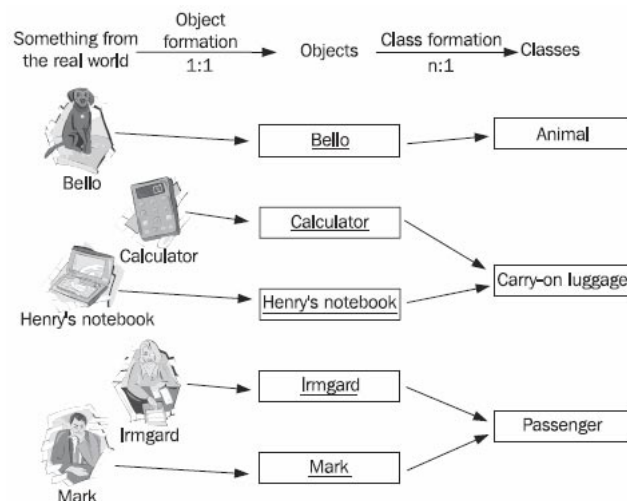 Something from
the real world
Object
formation
1:1
Objects
Class formation
n:1
Classes
Bello
Bello
Animal
Calculator
Calculator
Carry-on luggage
Henry's notebook
Henry's notebook
Irmgard
Irmgard
Passenger
Mark
Mark